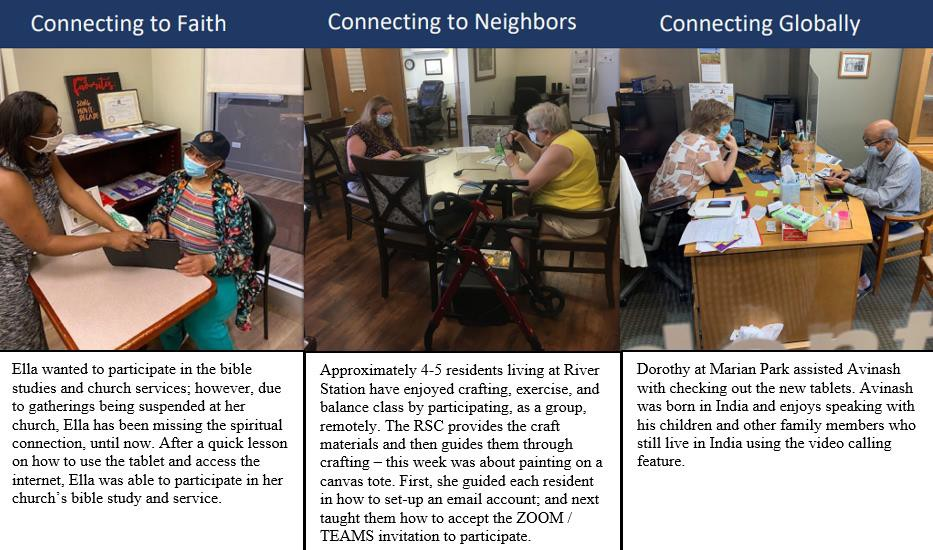 Connecting to Faith
Connecting to Neighbors
Connecting Globally
Favorites
SONG
MOVIE
DECADE
Ella wanted to participate in the bible
studies and church services; however, due
to gatherings being suspended at her
church, Ella has been missing the spiritual
connection, until now. After a quick lesson
on how to use the tablet and access the
internet, Ella was able to participate in her
church’s bible study and service.
Approximately 4-5 residents living at River
Station have enjoyed crafting, exercise, and
balance class by participating, as a group,
remotely. The RSC provides the craft
materials and then guides them through
crafting – this week was about painting on a
canvas tote. First, she guided each resident
in how to set-up an email account; and next
taught them how to accept the ZOOM /
TEAMS invitation to participate.
Dorothy at Marian Park assisted Avinash
with checking out the new tablets. Avinash
was born in India and enjoys speaking with
his children and other family members who
still live in India using the video calling
feature.